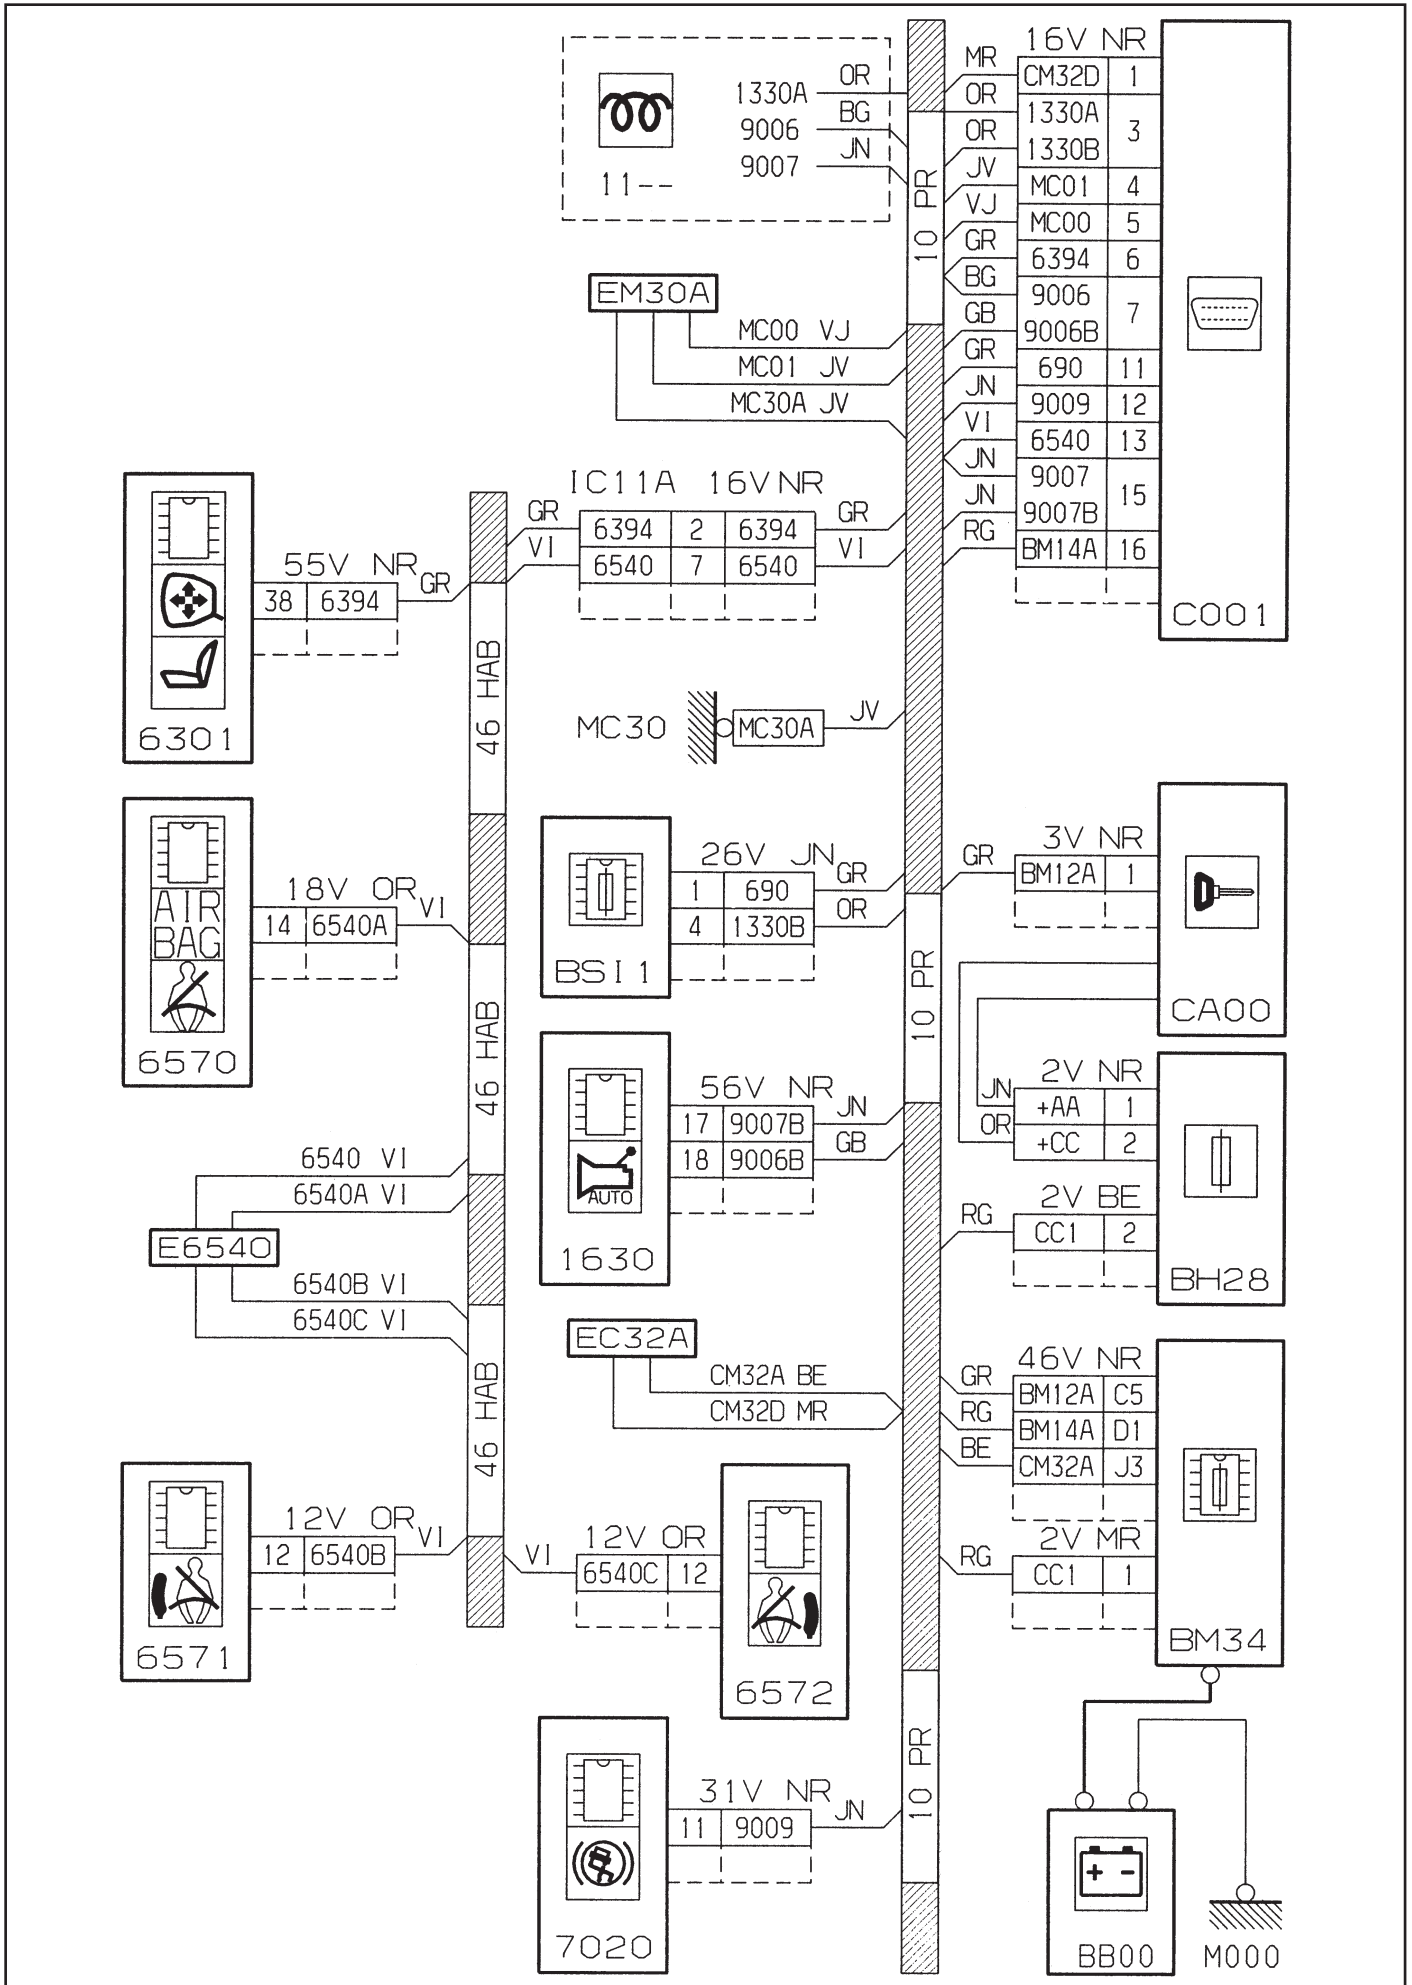 16V NR
MR
CM32D 1
OR
1330A
3
OR
1330B
JV
MC01 4
VJ
MC00 5
GR
6394 6
BG
9006
7
GB
9006B
GR
690 11
JN
9009 12
VI
6540 13
JN
9007
15
JN
9007B
RG
BM14A 16
C001
1330A OR
9006 BG
9007 JN
11--
10 PR
EM30A
MC00 VJ
MC01 JV
MC30A JV
IC11A 16V NR
GR 6394 2 6394 GR
VI 6540 7 6540 VI
55V NR
38 6394 GR
6301
46 HAB
MC30
MC30A JV
3V NR
GR BM12A 1
CA00
26V JN
1 690 GR
4 1330B OR
BSI1
18V OR
AIR
BAG
14 6540A VI
6570
46 HAB
10 PR
56V NR
17 9007B JN
18 9006B GB
AUTO
1630
2V NR
JN +AA 1
OR +CC 2
2V BE
RG CC1 2
BH28
6540 VI
6540A VI
E6540
6540B VI
6540C VI
EC32A
CM32A BE
CM32D MR
46V NR
GR BM12A C5
RG BM14A D1
BE CM32A J3
2V MR
RG CC1 1
BM34
46 HAB
12V OR
12 6540B VI
6571
12V OR
VI 6540C 12
6572
10 PR
31V NR
11 9009 JN
7020
+ -
BB00
M000